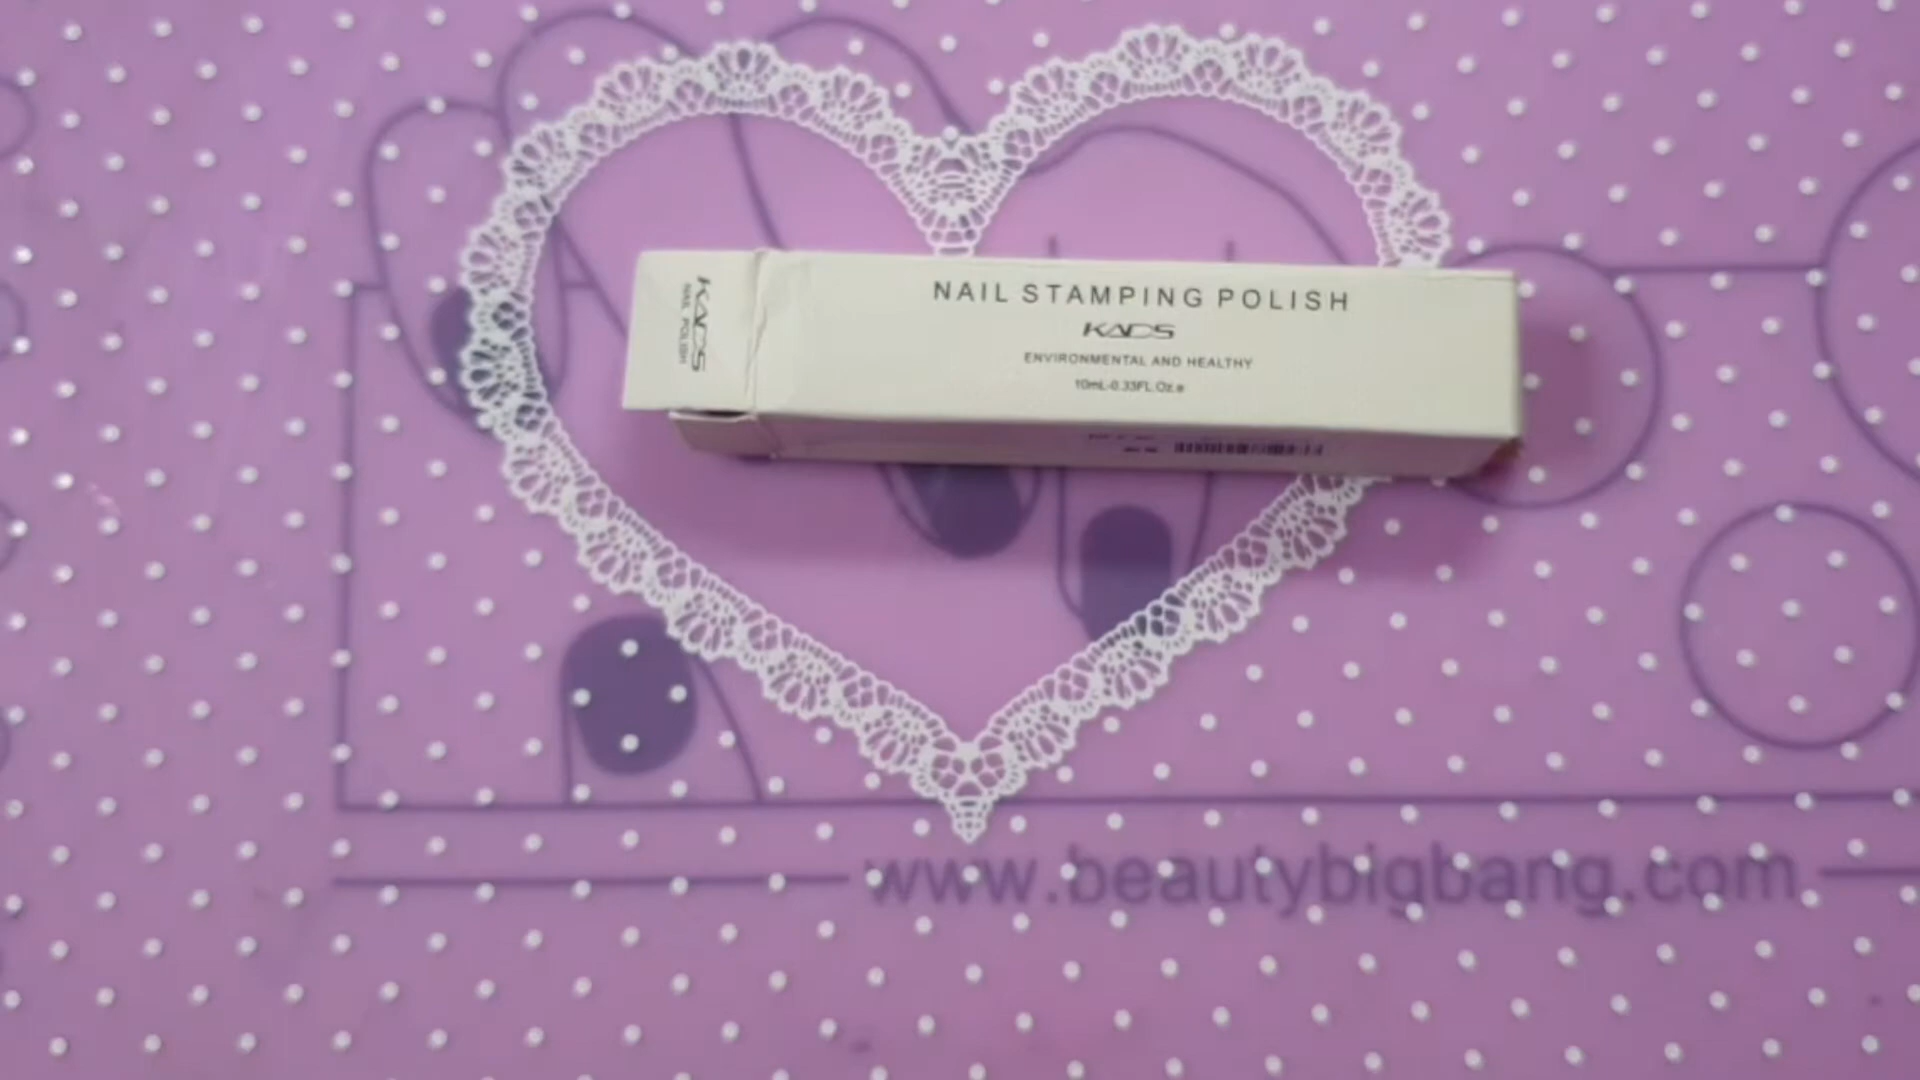 NAIL STAMPING POLISH
KADS
ENVIRONMENTAL AND HEALTHY
10mL-0.33FL.Oz.e
KADS
NAIL POLISH
www.beautybigbang.com